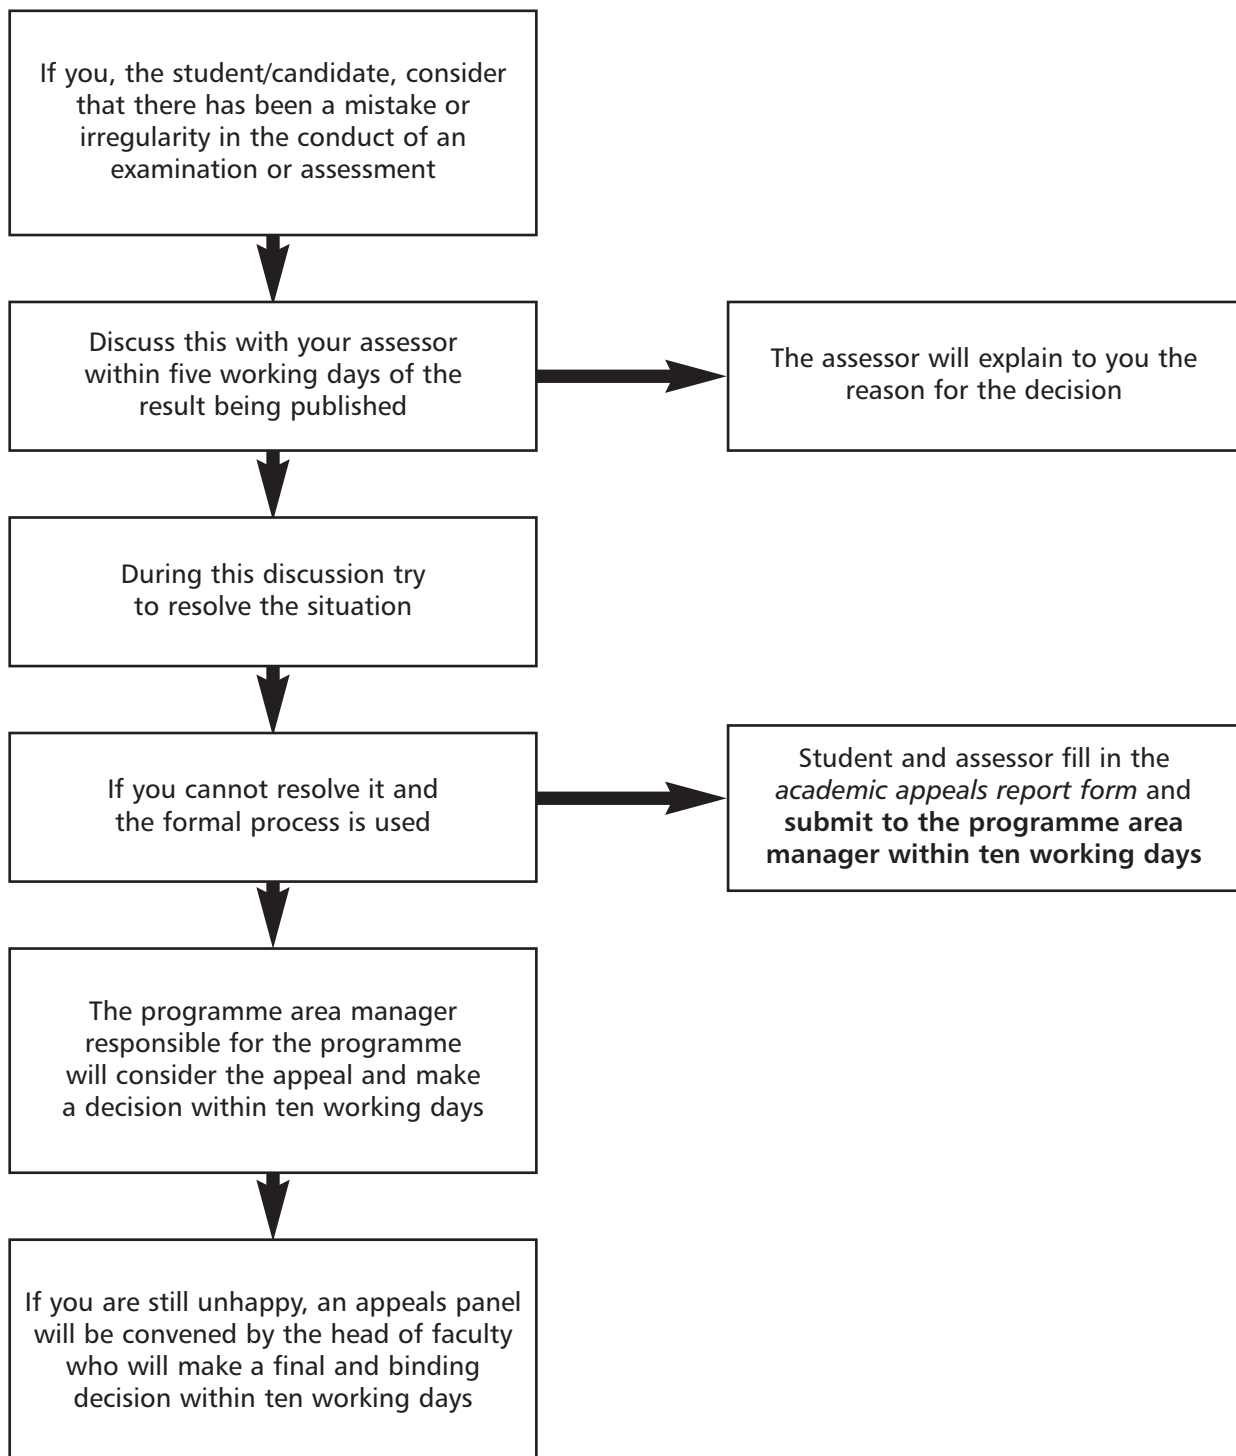 If you, the student/candidate, consider
that there has been a mistake or
irregularity in the conduct of an
examination or assessment
Discuss this with your assessor
within five working days of the
result being published
The assessor will explain to you the
reason for the decision
During this discussion try
to resolve the situation
If you cannot resolve it and
the formal process is used
Student and assessor fill in the
academic appeals report form and
submit to the programme area
manager within ten working days
The programme area manager
responsible for the programme
will consider the appeal and make
a decision within ten working days
If you are still unhappy, an appeals panel
will be convened by the head of faculty
who will make a final and binding
decision within ten working days